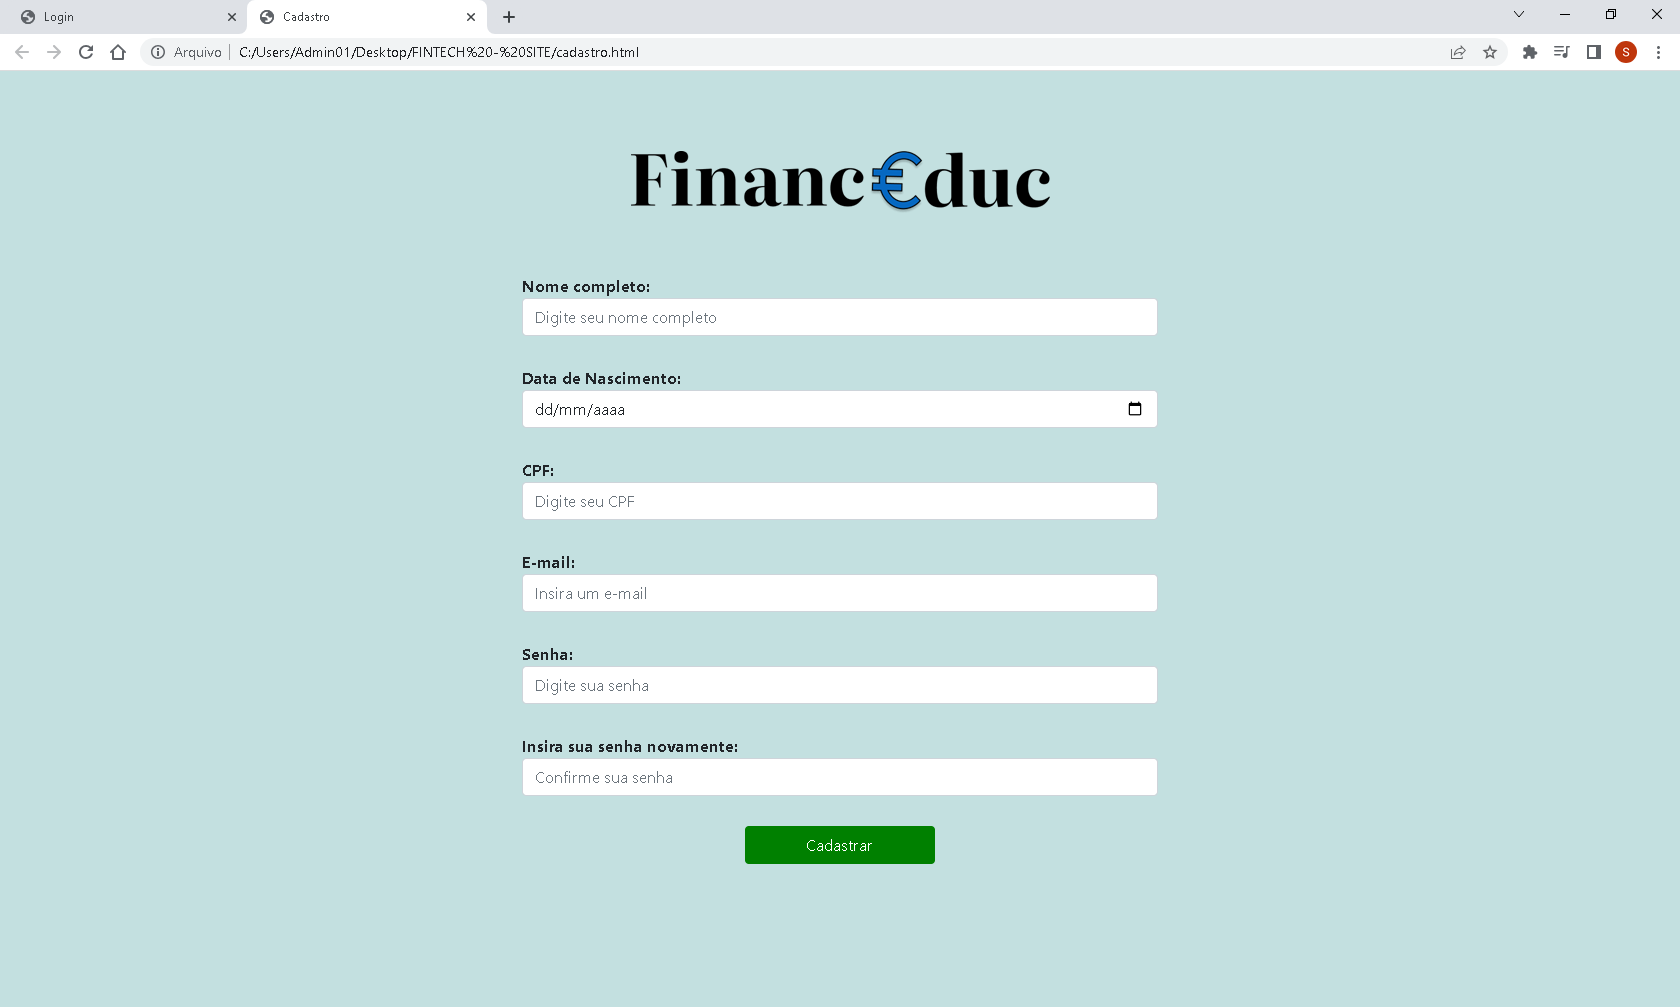 Login
Cadastro
Arquivo
C:/Users/Admin01/Desktop/FINTECH%20-%20SITE/cadastro.html
S
Financ€duc
Nome completo:
Digite seu nome completo
Data de Nascimento:
dd/mm/aaaa
CPF:
Digite seu CPF
E-mail:
Insira um e-mail
Senha:
Digite sua senha
Insira sua senha novamente:
Confirme sua senha
Cadastrar